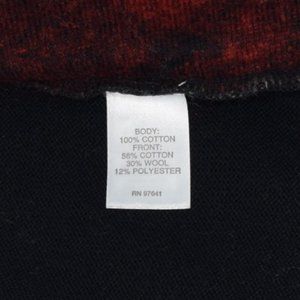 BODY:
100% COTTON
FRONT:
58% COTTON
30% WOOL
12% POLYESTER
RN 97641